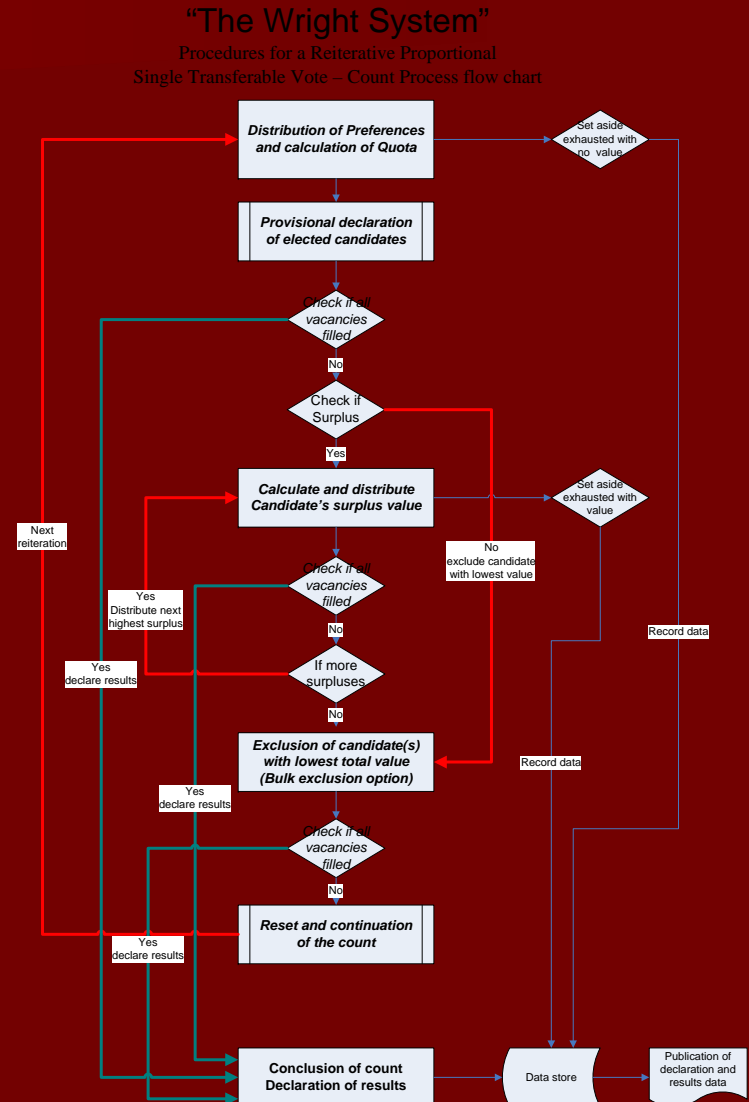 “The Wright System”
Procedures for a Reiterative Proportional
Single Transferable Vote – Count Process flow chart
Distribution of Preferences
and calculation of Quota
Set aside
exhausted with
no value
Provisional declaration
of elected candidates
Check if all
vacancies
filled
No
Check if
Surplus
Yes
Calculate and distribute
Candidate’s surplus value
Set aside
exhausted with
value
Next
reiteration
No
exclude candidate
with lowest value
Check if all
vacancies
filled
Yes
Distribute next
highest surplus
No
Record data
If more
surpluses
Yes
declare results
No
Exclusion of candidate(s)
with lowest total value
(Bulk exclusion option)
Record data
Yes
declare results
Check if all
vacancies
filled
No
Reset and continuation
of the count
Yes
declare results
Conclusion of count
Declaration of results
Data store
Publication of
declaration and
results data